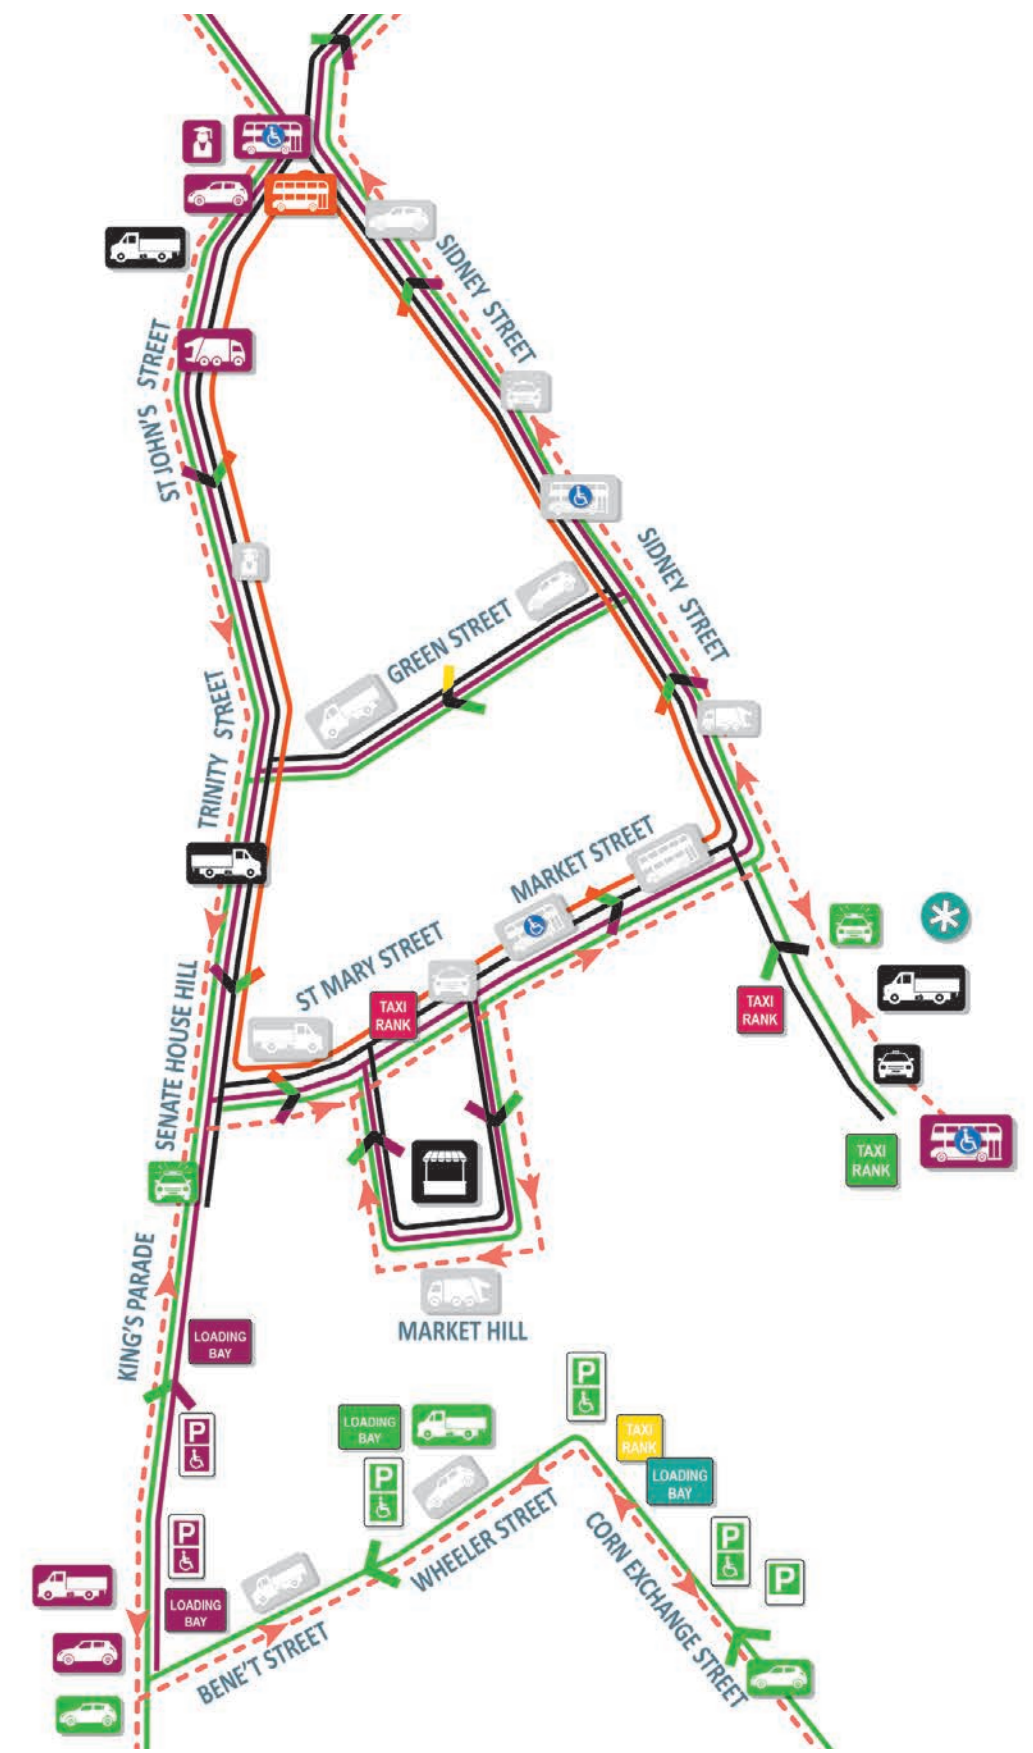 SIDNEY STREET
ST JOHN'S STREET
SIDNEY STREET
GREEN STREET
TRINITY STREET
MARKET STREET
ST MARY STREET
TAXI
RANK
TAXI
RANK
SENATE HOUSE HILL
TAXI
RANK
KING'S PARADE
MARKET HILL
LOADING
BAY
P
LOADING
BAY
TAXI
RANK
P
P
LOADING
BAY
P
P
P
WHEELER STREET
CORN EXCHANGE STREET
LOADING
BAY
BENE'T STREET